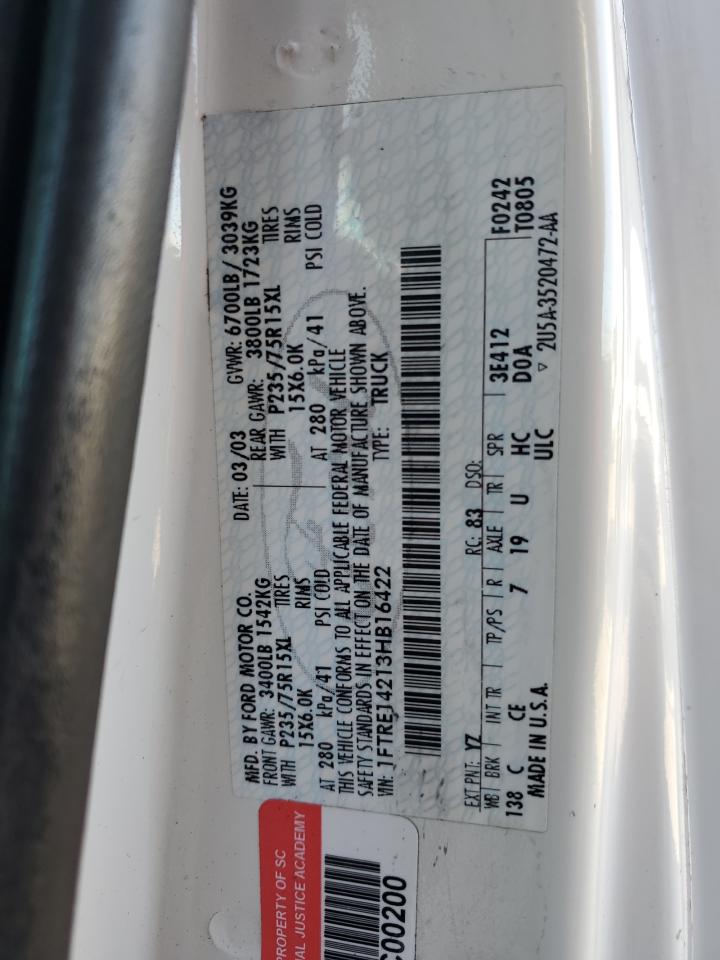 MFD. BY FORD MOTOR CO.
DATE: 03/03 GVWR: 6700LB/3039KG
FRONT GAWR: 3400LB 1542KG REAR GAWR: 3800LB 1723KG
WITH P235/75R15XL TIRES WITH P235/75R15XL TIRES
15X6.0K RIMS 15X6.0K RIMS
AT 280 kPa/41 PSI COLD AT 280 kPa/41 PSI COLD
THIS VEHICLE CONFORMS TO ALL APPLICABLE FEDERAL MOTOR VEHICLE
SAFETY STANDARDS IN EFFECT ON THE DATE OF MANUFACTURE SHOWN ABOVE.
VIN: 1FTRE14213HB16422 TYPE: TRUCK
EXT PNT: YZ RC: 83 DSO:
WB BRK INT TR TP/PS R AXLE TR SPR 3E412 F0242
138 C CE 7 19 U HC DOA T0805
MADE IN U.S.A. ULC ▽ 2U5A-3520472-AA
PROPERTY OF SC
JUSTICE ACADEMY
00200